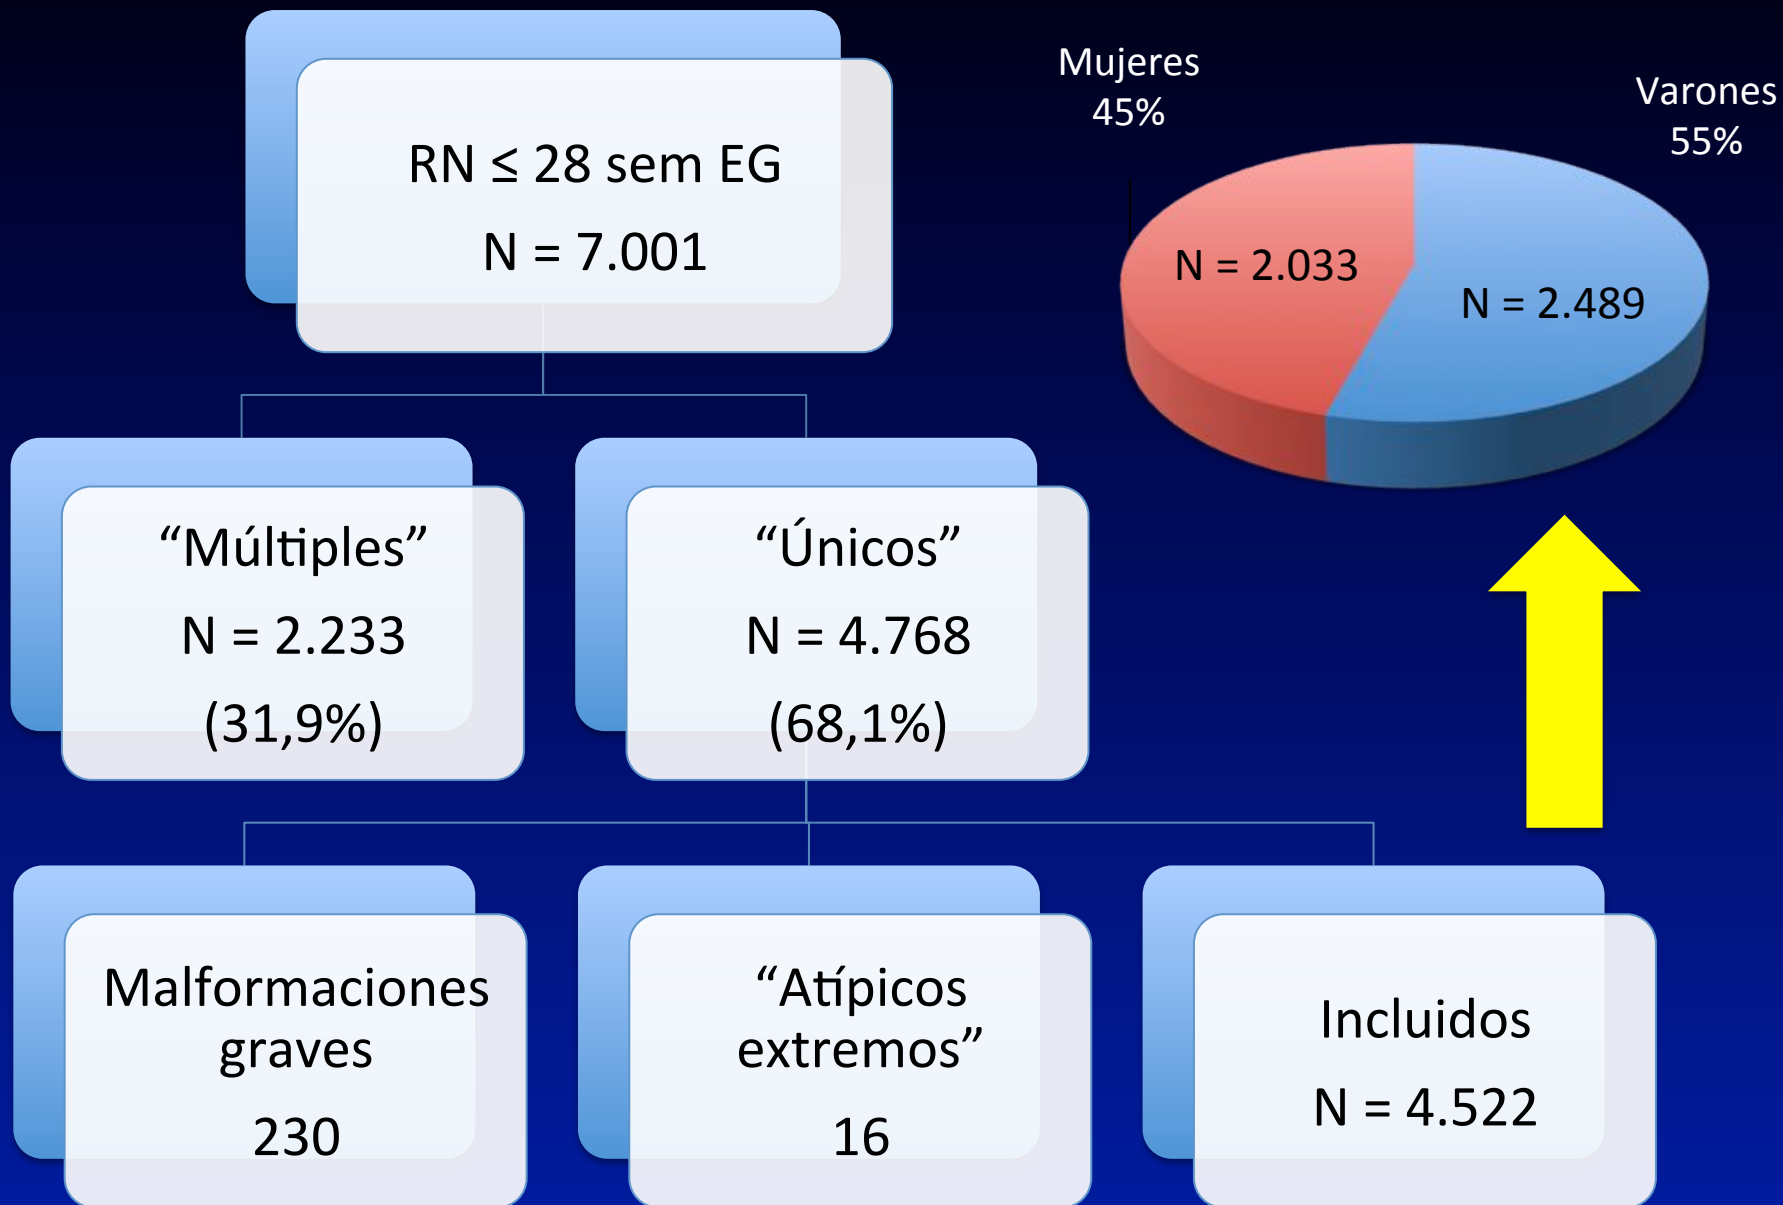 RN ≤ 28 sem EG
N = 7.001
Mujeres
45%
Varones
55%
N = 2.033
N = 2.489
“Múltiples”
N = 2.233
(31,9%)
“Únicos”
N = 4.768
(68,1%)
Malformaciones
graves
230
“Atípicos
extremos”
16
Incluidos
N = 4.522